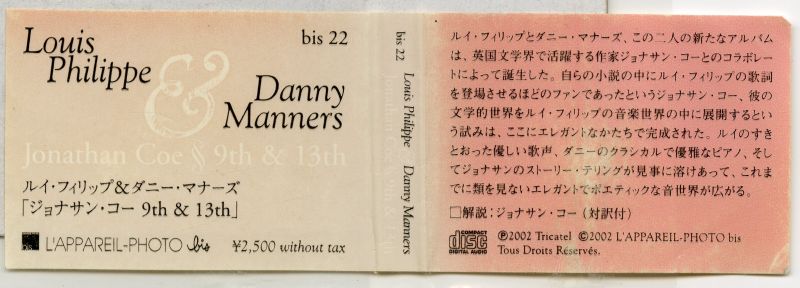 Louis
Philippe
&
bis 22
Danny
Manners
Jonathan Coe § 9th & 13th
ルイ・フィリップ&ダニー・マナーズ
「ジョナサン・コー 9th & 13th」
L'APPAREIL-PHOTO bis
¥2,500 without tax
bis 22 Louis Philippe Danny Manners
ルイ・フィリップとダニー・マナーズ、この二人の新たなアルバム
は、英国文学界で活躍する作家ジョナサン・コーとのコラボレート
によって誕生した。自らの小説の中にルイ・フィリップの歌詞
を登場させるほどのファンであったというジョナサン・コー、彼の
文学的世界をルイ・フィリップの音楽世界の中に展開するとい
う試みは、ここにエレガントなかたちで完成された。ルイのすき
とおった優しい歌声、ダニーのクラシカルで優雅なピアノ、そし
てジョナサンのストーリー・テリングが見事に溶けあって、これま
でに類を見ないエレガントでポエティックな音世界が広がる。
□解説:ジョナサン・コー(対訳付)
COMPACT
disc
DIGITAL AUDIO
℗2002 Tricatel ©2002 L'APPAREIL-PHOTO bis
Tous Droits Réservés.